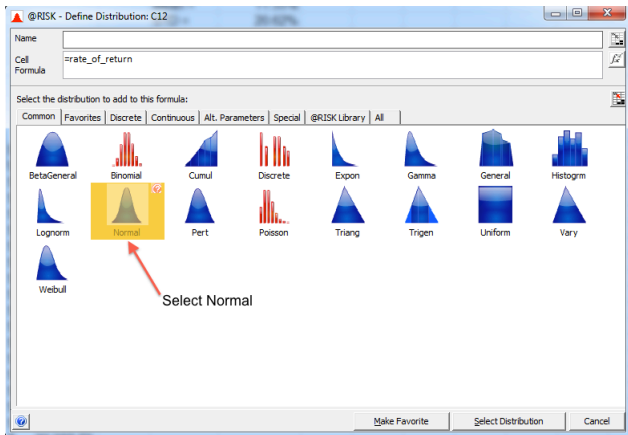 @RISK - Define Distribution: C12
Name
Cell Formula
=rate_of_return
Select the distribution to add to this formula:
Common Favorites Discrete Continuous Alt. Parameters Special @RISK Library All
BetaGeneral Binomial Cumul Discrete Expon Gamma General Histogrm
Lognorm Normal Pert Poisson Triang Trigen Uniform Vary
Weibull
Select Normal
Make Favorite Select Distribution Cancel